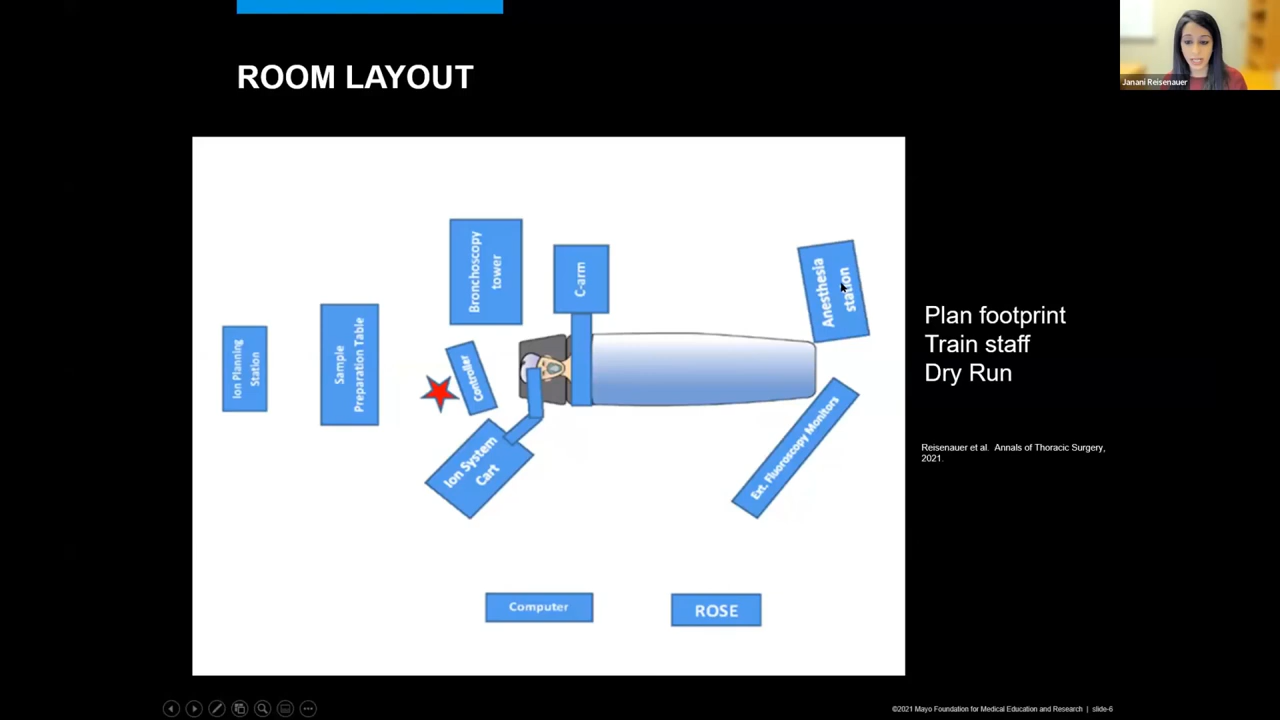 ROOM LAYOUT
Janani Reisenauer
Bronchoscopy
tower
C-arm
Anesthesia
station
Ion Planning
Station
Sample
Preparation Table
Controller
Ion System
Cart
Ext. Fluoroscopy Monitors
Computer
ROSE
Plan footprint
Train staff
Dry Run
Reisenauer et al. Annals of Thoracic Surgery,
2021.
©2021 Mayo Foundation for Medical Education and Research | slide-6